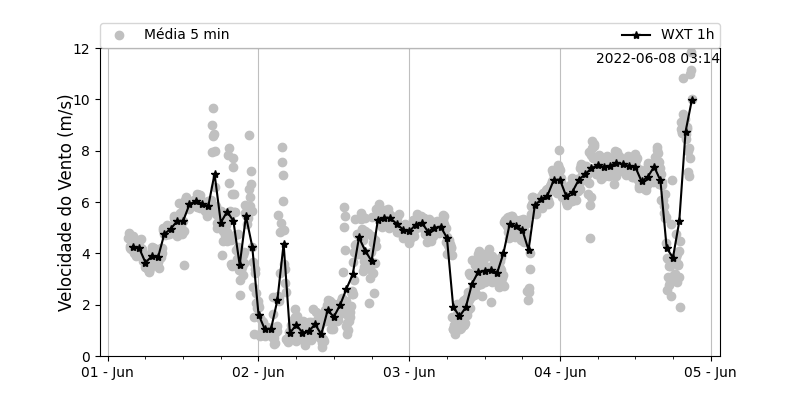 Média 5 min
WXT 1h
2022-06-08 03:14
Velocidade do Vento (m/s)
12
10
8
6
4
2
0
01 - Jun
02 - Jun
03 - Jun
04 - Jun
05 - Jun